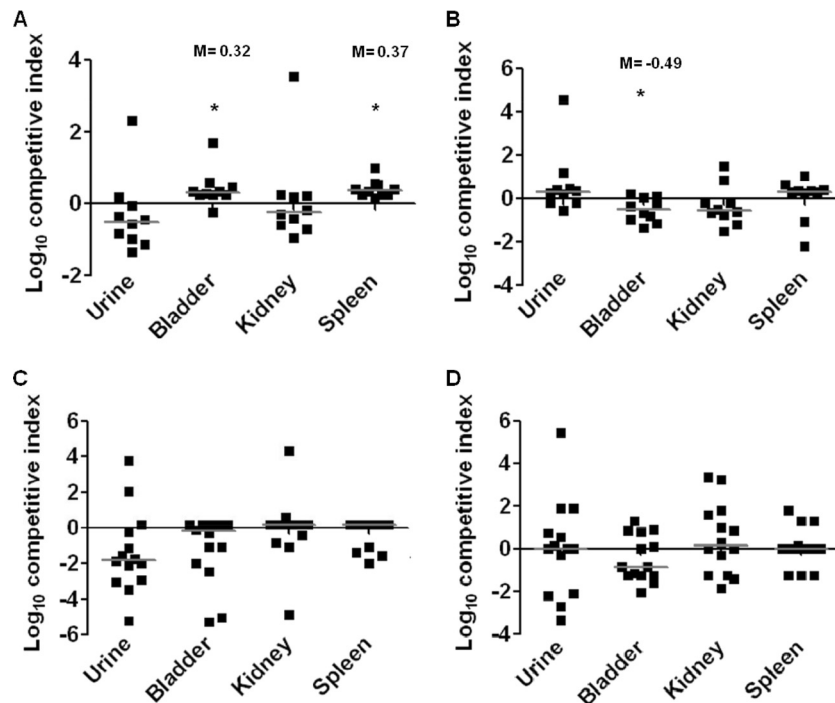 A
M= 0.32
M= 0.37
Log10 competitive index
4
2
0
-2
Urine
Bladder
Kidney
Spleen
B
M= -0.49
Log10 competitive index
6
4
2
0
-2
-4
Urine
Bladder
Kidney
Spleen
C
Log10 competitive index
6
4
2
0
-2
-4
-6
Urine
Bladder
Kidney
Spleen
D
Log10 competitive index
6
4
2
0
-2
-4
Urine
Bladder
Kidney
Spleen